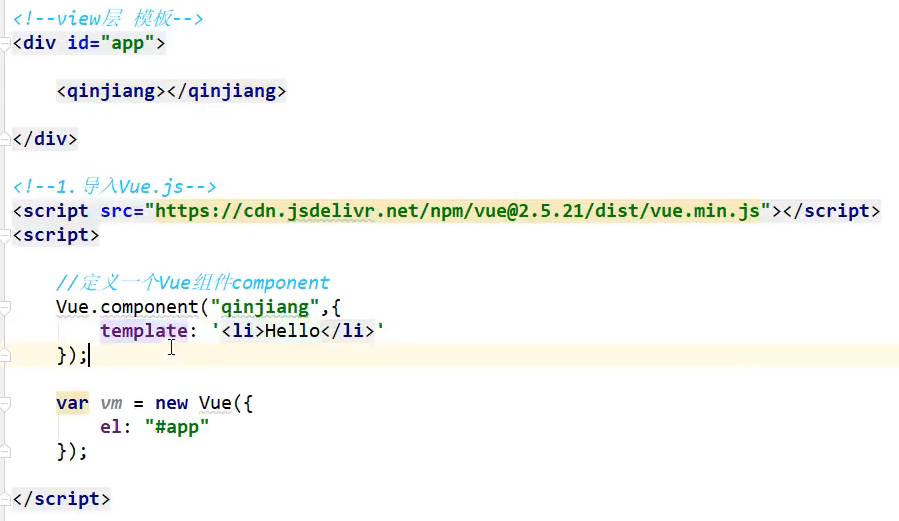 <!--view层 模板-->
<div id="app">
<qinjiang></qinjiang>
</div>
<!--1.导入Vue.js-->
<script src="https://cdn.jsdelivr.net/npm/vue@2.5.21/dist/vue.min.js"></script>
<script>
//定义一个Vue组件component
Vue.component("qinjiang",{
template: '<li>Hello</li>'
});
var vm = new Vue({
el: "#app"
});
</script>